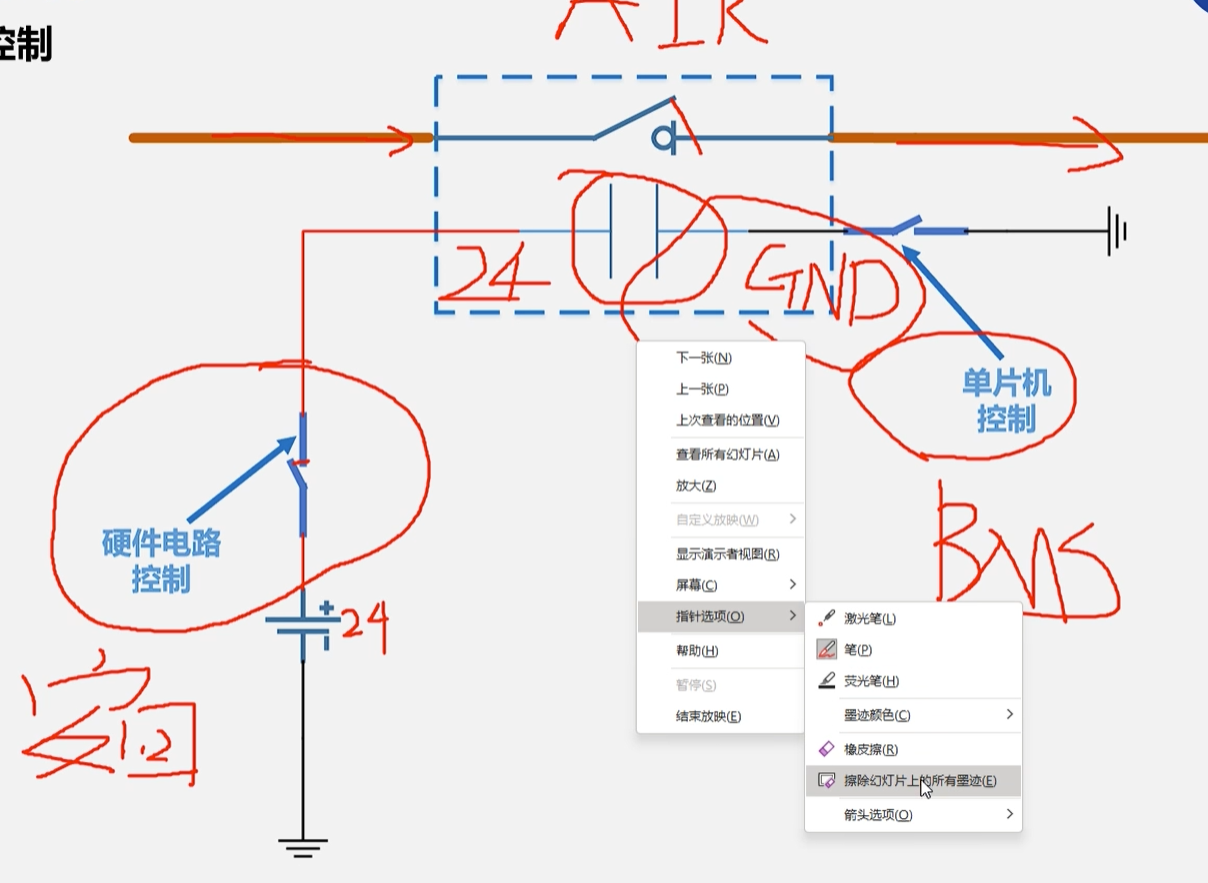 控制
AIR
24
GND
单片机
控制
硬件电路
控制
24
BMS
安回
下一张(N)
上一张(P)
上次查看的位置(V)
查看所有幻灯片(A)
放大(Z)
自定义放映(W)
显示演示者视图(R)
屏幕(C)
指针选项(O)
帮助(H)
暂停(S)
结束放映(E)
激光笔(L)
笔(P)
荧光笔(H)
墨迹颜色(C)
橡皮擦(R)
擦除幻灯片上的所有墨迹(E)
箭头选项(O)